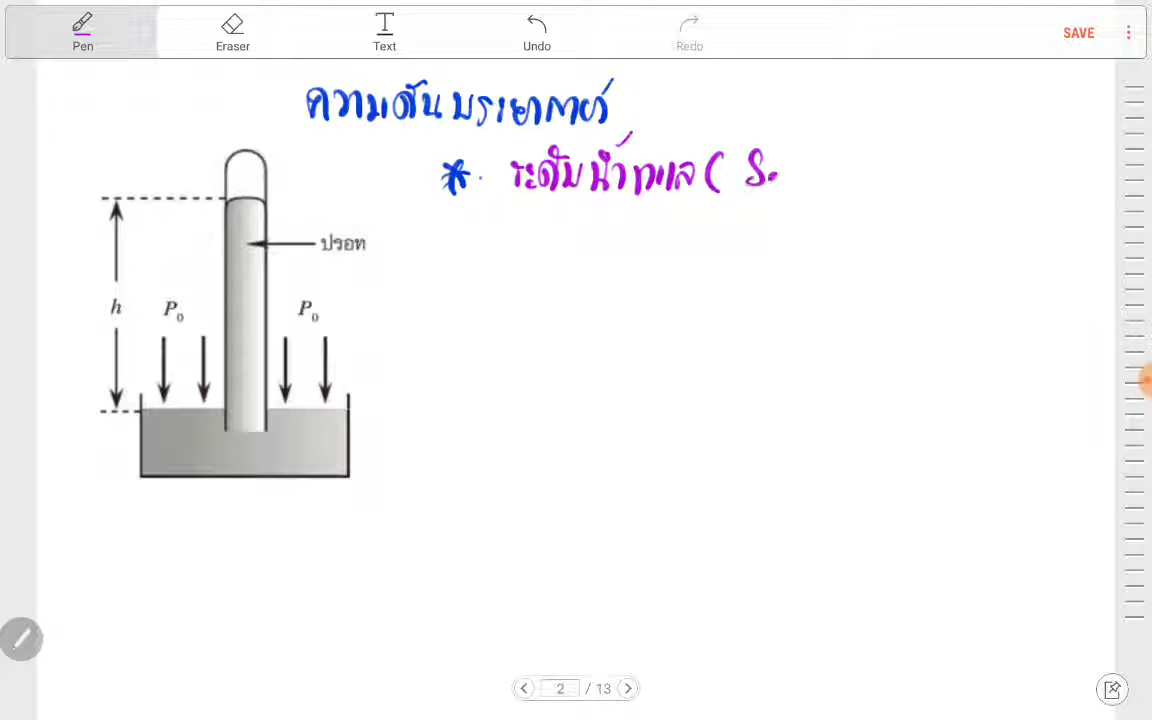 Pen Eraser Text Undo Redo SAVE
ความดันบรรยากาศ
* ระดับน้ำทะเล (
ปรอท
h P₀ P₀
2 / 13